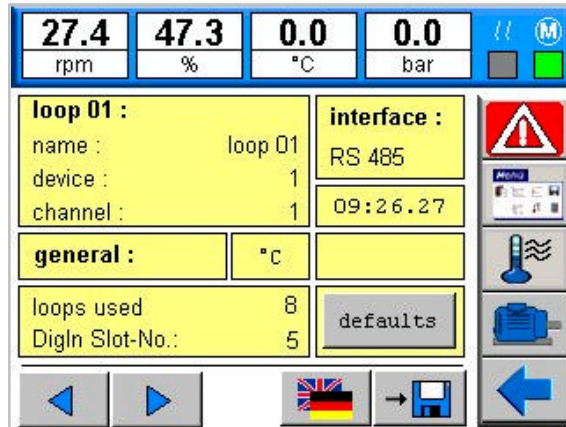 27.4 47.3 0.0 0.0 M
rpm % °C bar
loop 01 :
name : loop 01
device : 1
channel : 1
interface :
RS 485
09:26.27
Menü
general : °C
loops used 8
DigIn Slot-No.: 5
defaults